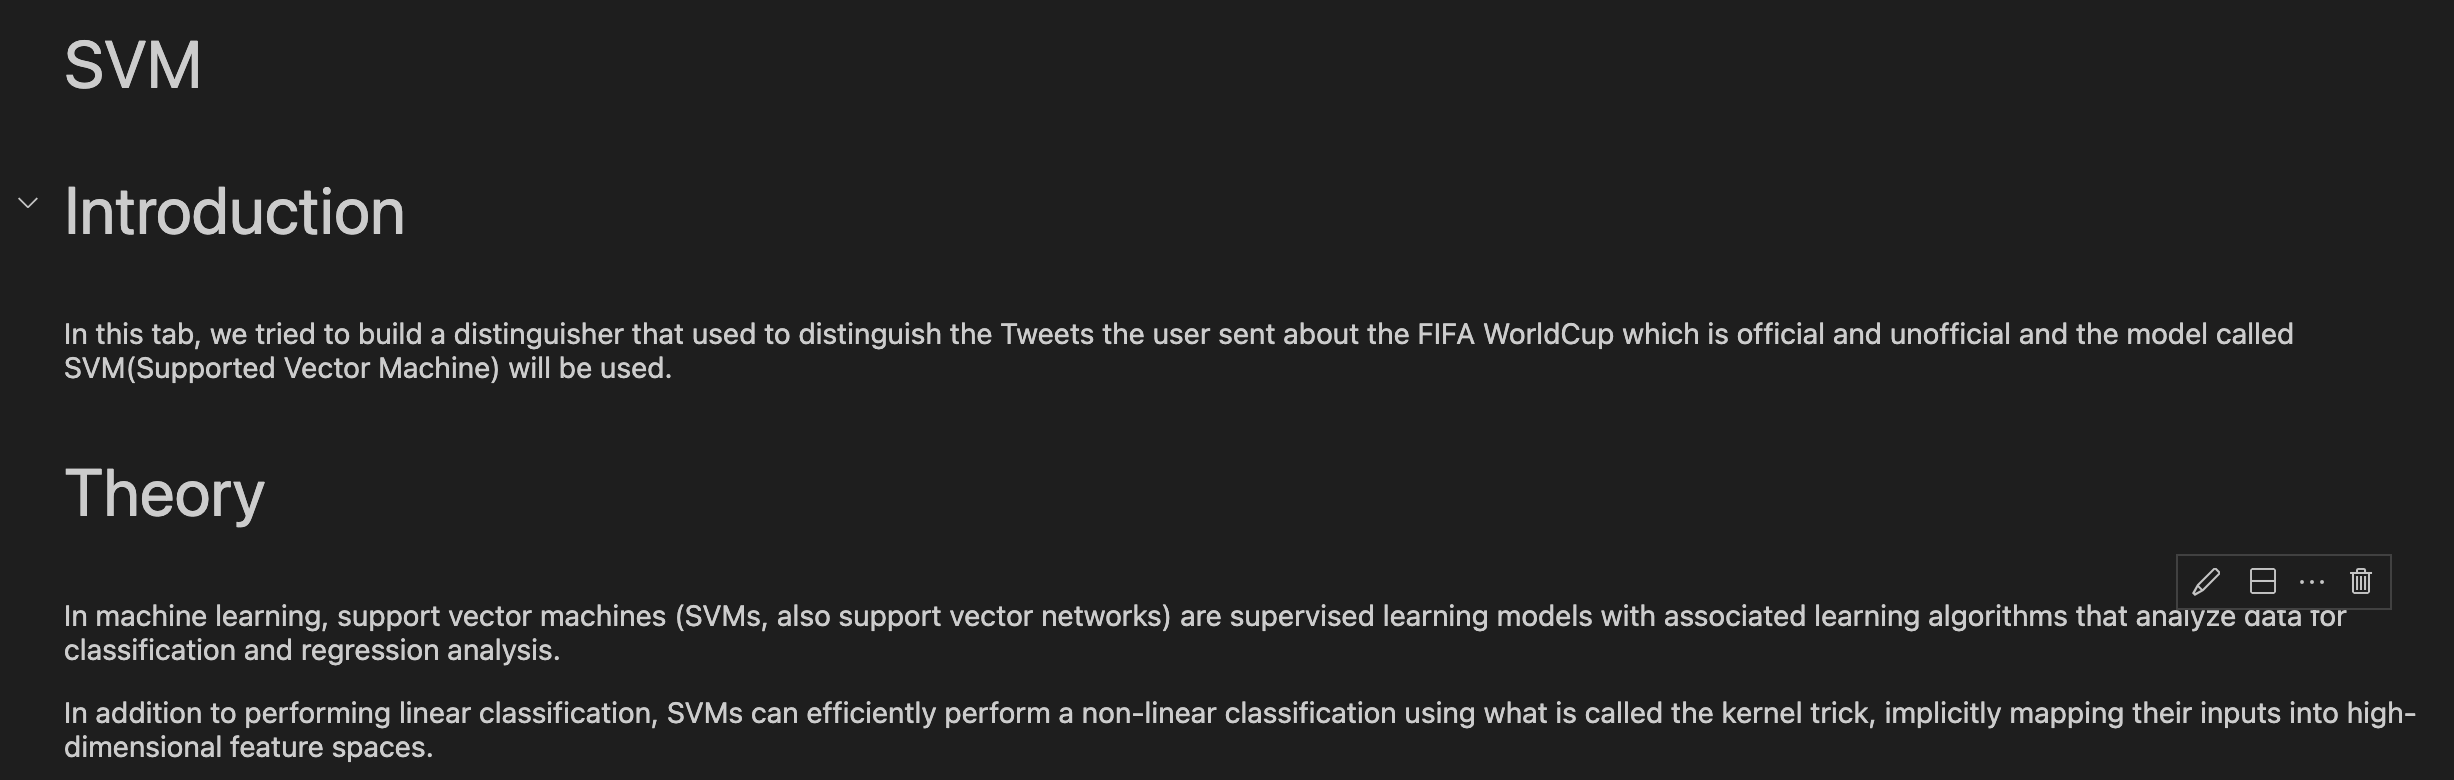 SVM
Introduction
In this tab, we tried to build a distinguisher that used to distinguish the Tweets the user sent about the FIFA WorldCup which is official and unofficial and the model called
SVM(Supported Vector Machine) will be used.
Theory
In machine learning, support vector machines (SVMs, also support vector networks) are supervised learning models with associated learning algorithms that analyze data for
classification and regression analysis.
In addition to performing linear classification, SVMs can efficiently perform a non-linear classification using what is called the kernel trick, implicitly mapping their inputs into high-
dimensional feature spaces.